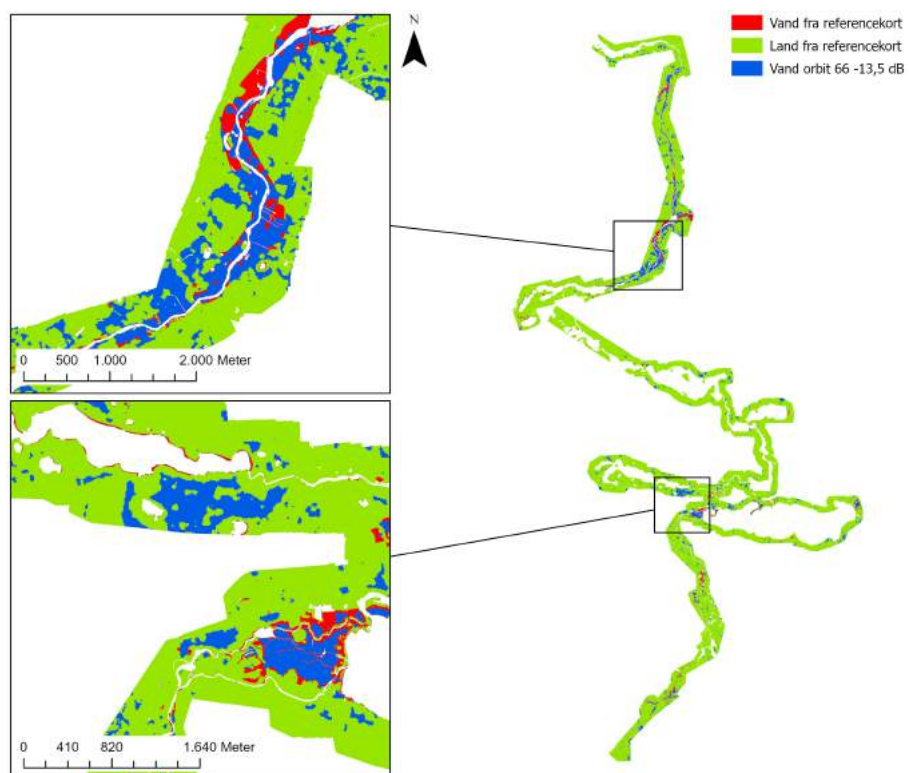 N
Vand fra referencekort
Land fra referencekort
Vand orbit 66 -13,5 dB
0 500 1.000 2.000 Meter
0 410 820 1.640 Meter